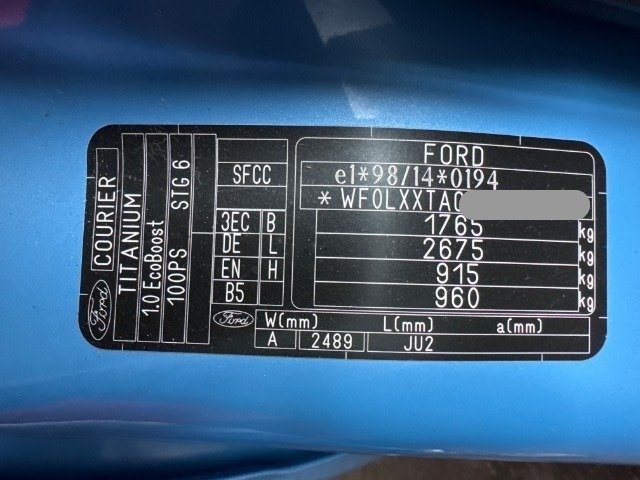 Ford COURIER
TITANIUM
1.0 EcoBoost
100PS STG 6
SFCC
3EC B
DE L
EN H
B5
FORD
e1*98/14*0194
* WF0LXXTAC
1765 kg
2675 kg
915 kg
960 kg
Ford W(mm) L(mm) a(mm)
A 2489 JU2